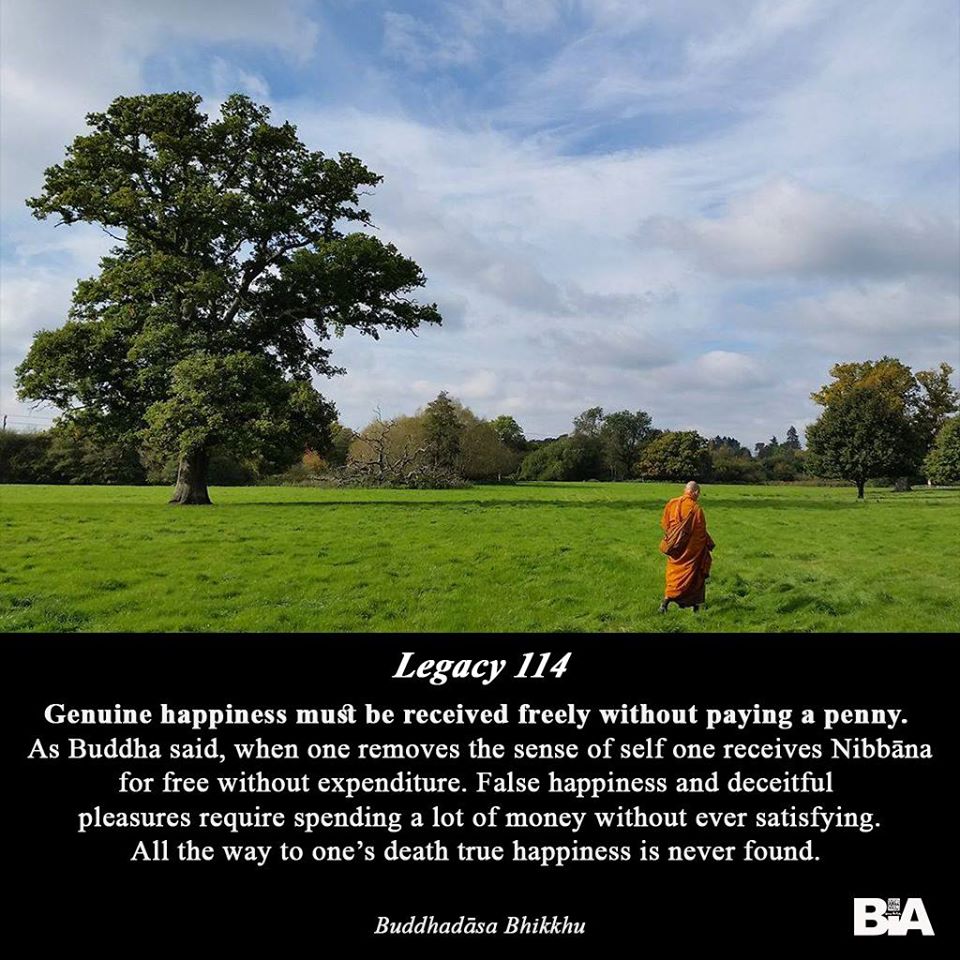 Legacy 114
Genuine happiness must be received freely without paying a penny.
As Buddha said, when one removes the sense of self one receives Nibbāna
for free without expenditure. False happiness and deceitful
pleasures require spending a lot of money without ever satisfying.
All the way to one's death true happiness is never found.
Buddhadāsa Bhikkhu
BIA